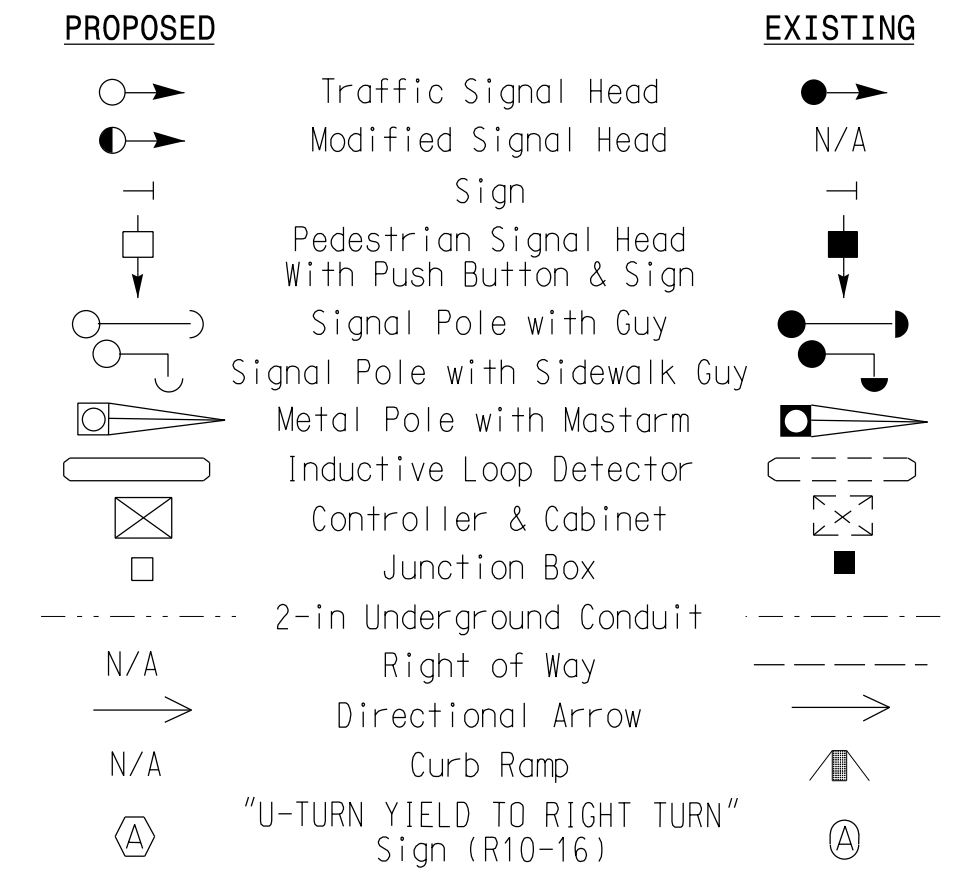 PROPOSED EXISTING
Traffic Signal Head
Modified Signal Head N/A
Sign
Pedestrian Signal Head
With Push Button & Sign
Signal Pole with Guy
Signal Pole with Sidewalk Guy
Metal Pole with Mastarm
Inductive Loop Detector
Controller & Cabinet
Junction Box
2-in Underground Conduit
N/A Right of Way
Directional Arrow
N/A Curb Ramp
"U-TURN YIELD TO RIGHT TURN"
A Sign (R10-16) A